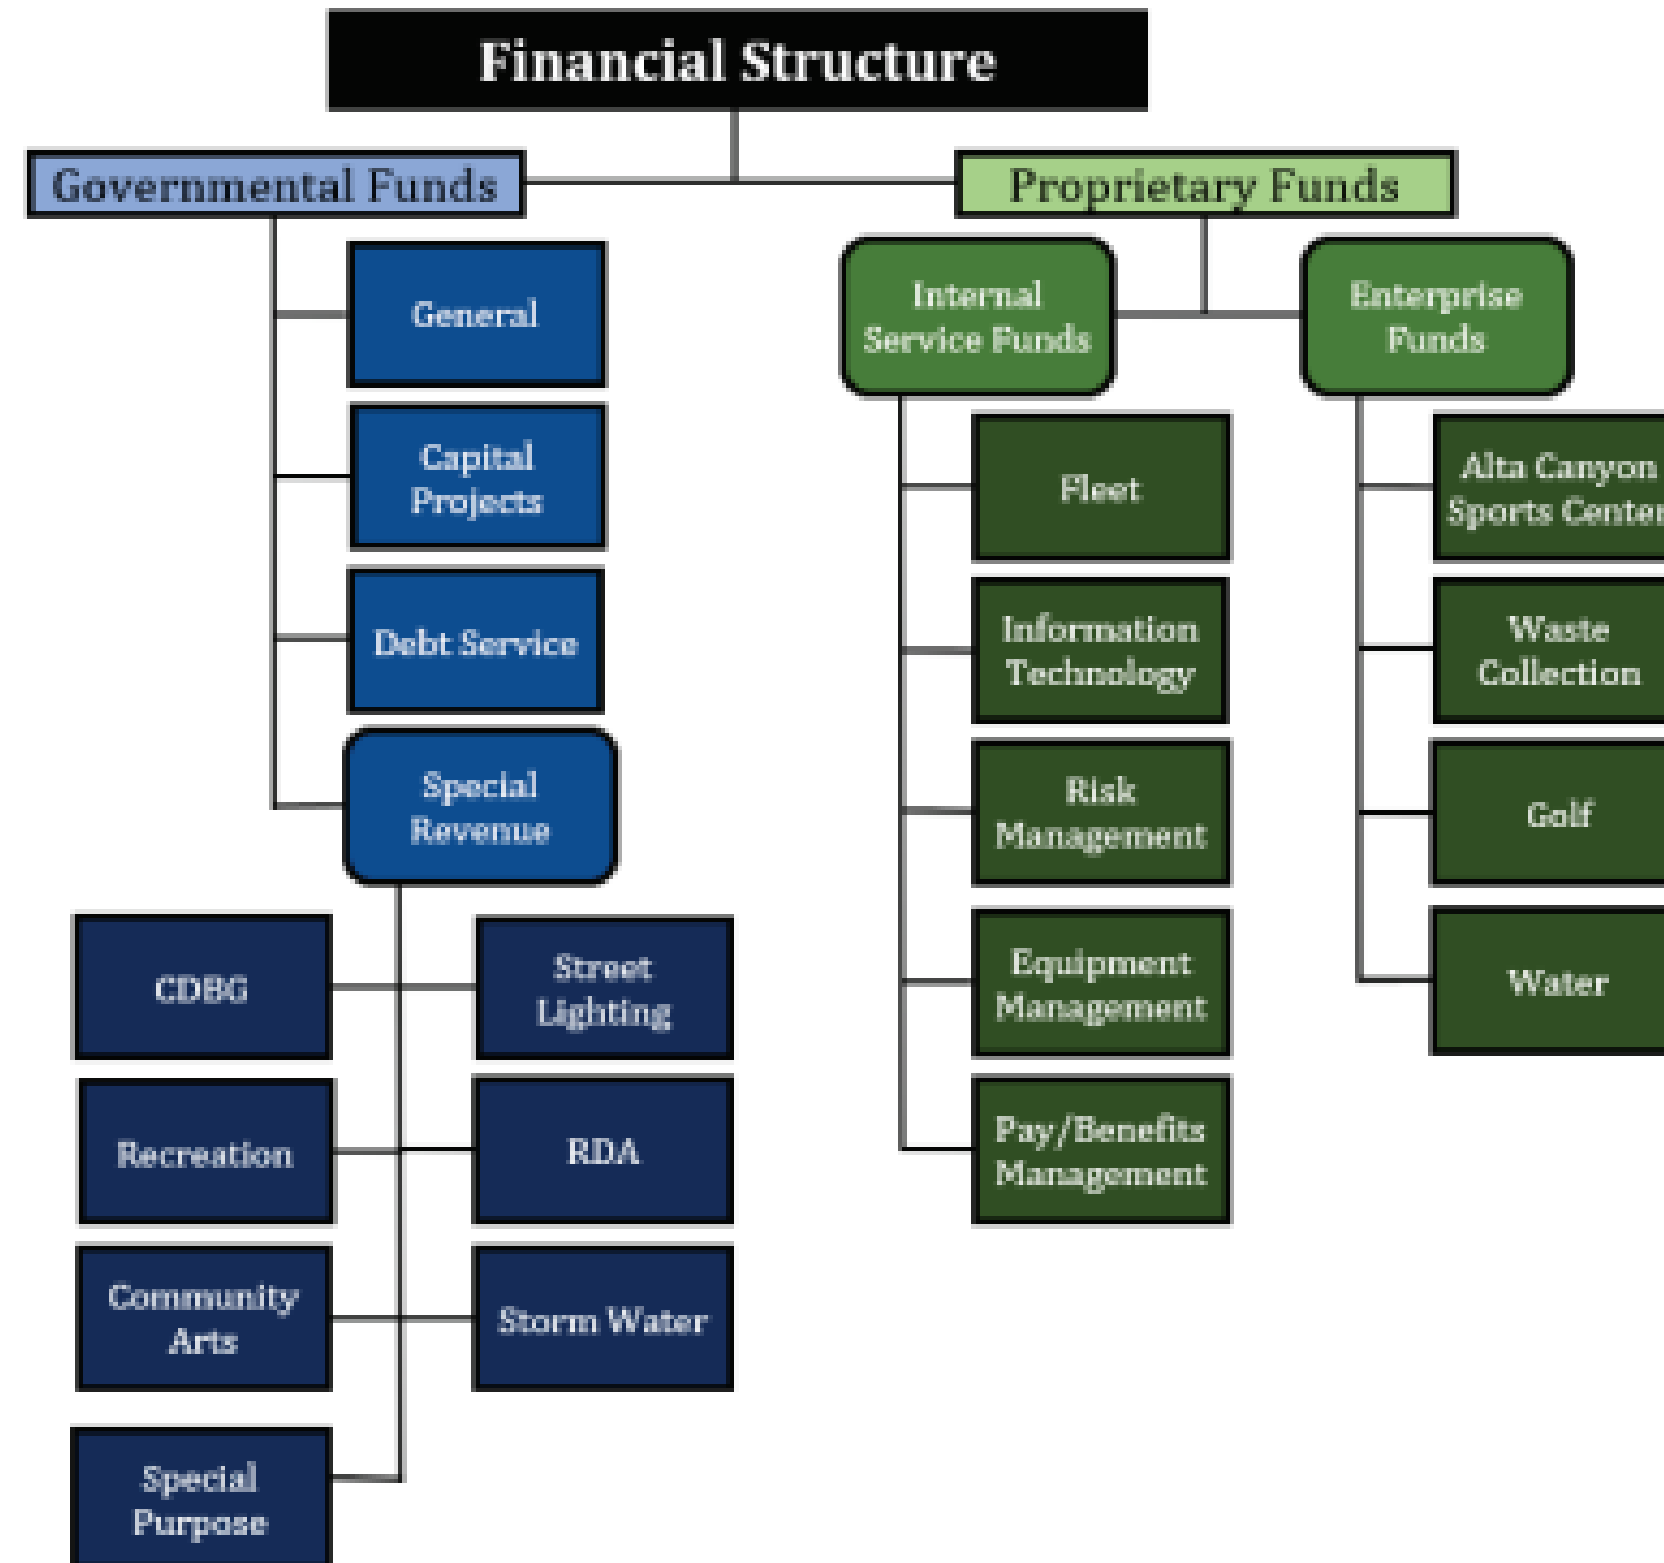 Financial Structure
Governmental Funds
Proprietary Funds
General
Capital
Projects
Debt Service
Special
Revenue
CDBG
Street
Lighting
Recreation
RDA
Community
Arts
Storm Water
Special
Purpose
Internal
Service Funds
Fleet
Information
Technology
Risk
Management
Equipment
Management
Pay/Benefits
Management
Enterprise
Funds
Alta Canyon
Sports Center
Waste
Collection
Golf
Water